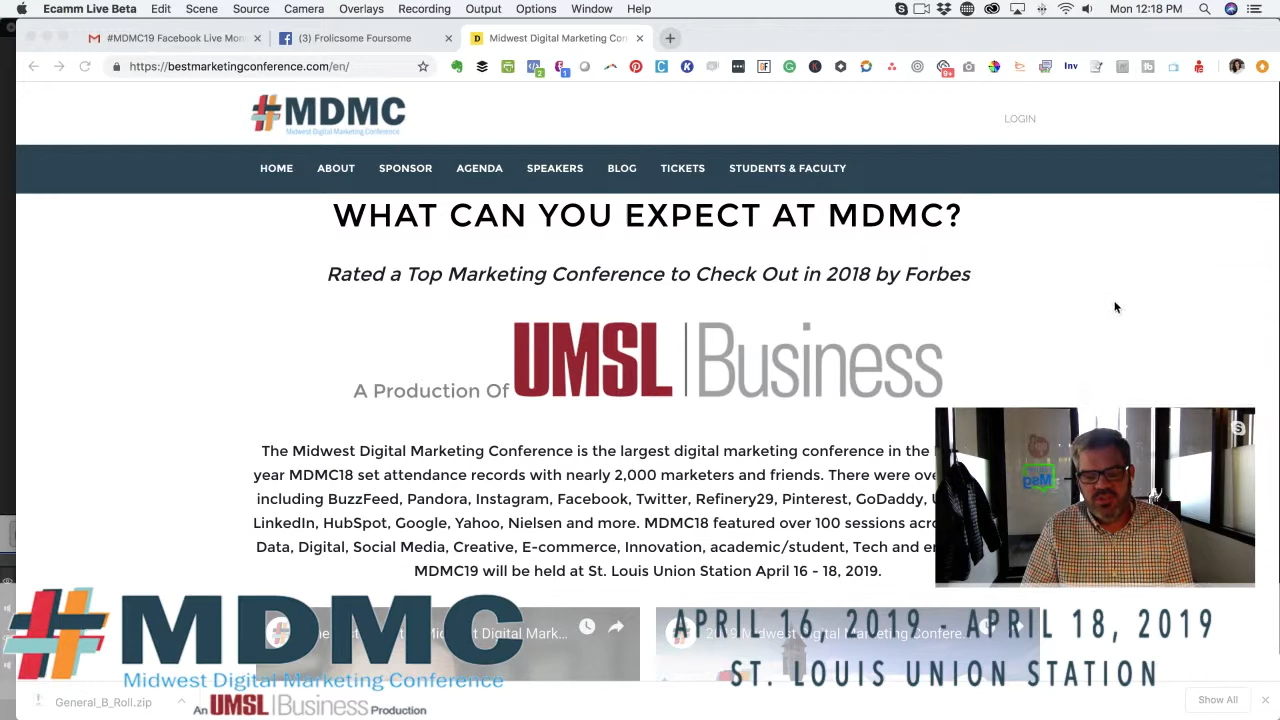 Ecamm Live Beta Edit Scenes Source Camera Overlays Recording Output Options Window Help Mon 12:18 PM
#MDMC19 Facebook Live Mon (3) Frolicsome Foursome Midwest Digital Marketing Con
https://bestmarketingconference.com/en/
#MDMC
Midwest Digital Marketing Conference
LOGIN
HOME ABOUT SPONSOR AGENDA SPEAKERS BLOG TICKETS STUDENTS & FACULTY
WHAT CAN YOU EXPECT AT MDMC?
Rated a Top Marketing Conference to Check Out in 2018 by Forbes
A Production Of UMSL | Business
The Midwest Digital Marketing Conference is the largest digital marketing conference in the
year MDMC18 set attendance records with nearly 2,000 marketers and friends. There were ove
including BuzzFeed, Pandora, Instagram, Facebook, Twitter, Refinery29, Pinterest, GoDaddy,
LinkedIn, HubSpot, Google, Yahoo, Nielsen and more. MDMC18 featured over 100 sessions acro
Data, Digital, Social Media, Creative, E-commerce, Innovation, academic/student, Tech and en
MDMC19 will be held at St. Louis Union Station April 16 - 18, 2019.
#MDMC
Midwest Digital Marketing Conference
An UMSL | Business Production
APRIL 16, 2019 - APRIL 18, 2019
ST. LOUIS UNION STATION
General_B_Roll.zip Show All